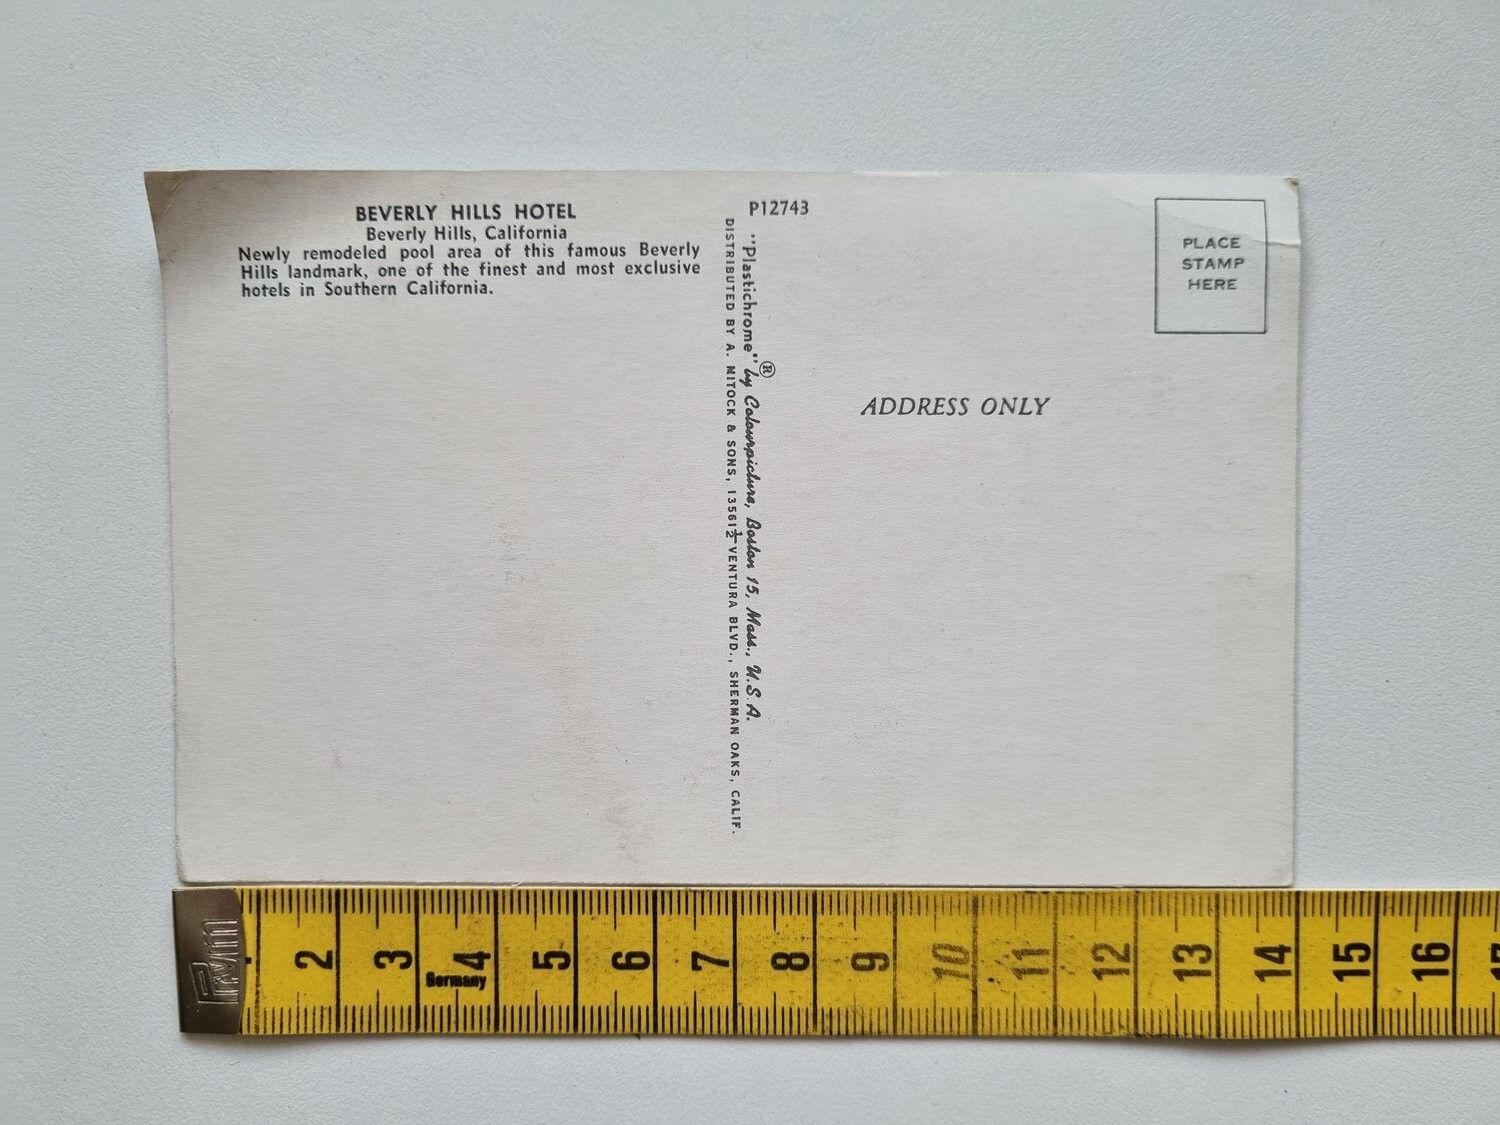 BEVERLY HILLS HOTEL
Beverly Hills, California
Newly remodeled pool area of this famous Beverly
Hills landmark, one of the finest and most exclusive
hotels in Southern California.
P12743
"Plastichrome"® by Colourpicture, Boston 15, Mass., U.S.A.
DISTRIBUTED BY A. MITOCK & SONS, 13561½ VENTURA BLVD., SHERMAN OAKS, CALIF.
PLACE
STAMP
HERE
ADDRESS ONLY
Prym
2 3 4 5 6 7 8 9 10 11 12 13 14 15 16
Germany